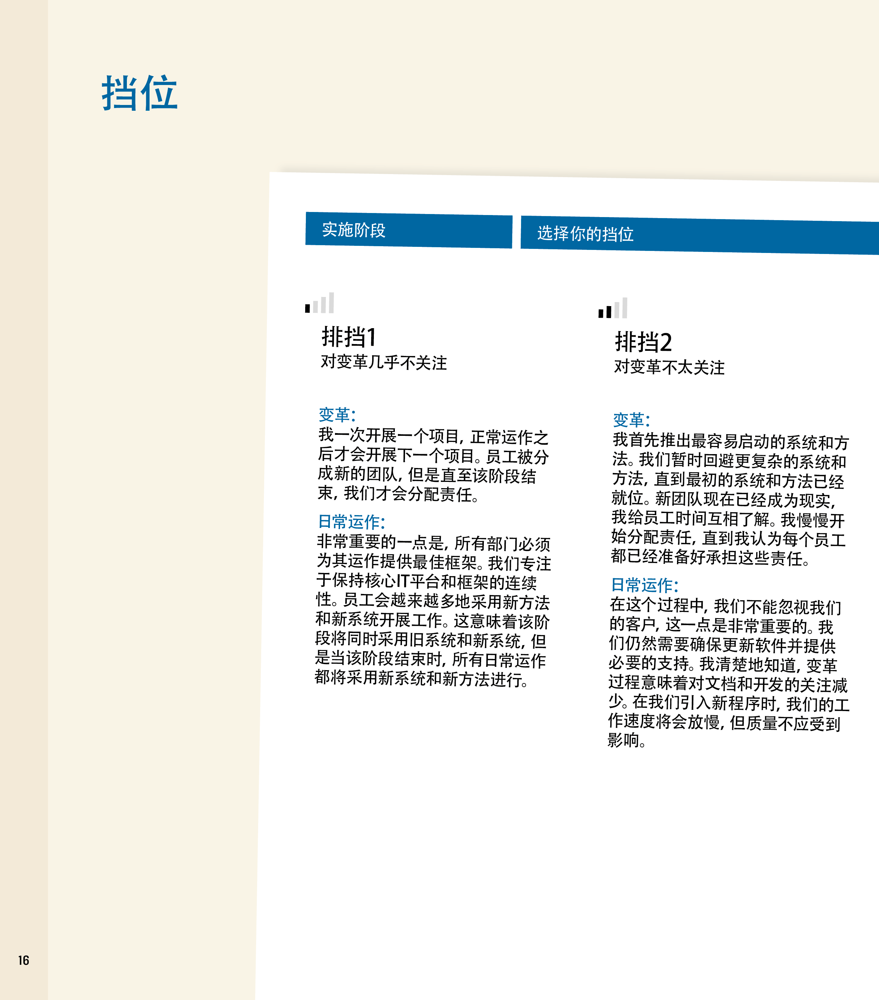 挡位
实施阶段
选择你的挡位
排挡1
对变革几乎不关注
变革：
我一次开展一个项目，正常运作之
后才会开展下一个项目。员工被分
成新的团队，但是直至该阶段结
束，我们才会分配责任。
日常运作：
非常重要的一点是，所有部门必须
为其运作提供最佳框架。我们专注
于保持核心IT平台和框架的连续
性。员工会越来越多地采用新方法
和新系统开展工作。这意味着该阶
段将同时采用旧系统和新系统，但
是当该阶段结束时，所有日常运作
都将采用新系统和新方法进行。
排挡2
对变革不太关注
变革：
我首先推出最容易启动的系统和方
法。我们暂时回避更复杂的系统和
方法，直到最初的系统和方法已经
就位。新团队现在已经成为现实，
我给员工时间互相了解。我慢慢开
始分配责任，直到我认为每个员工
都已经准备好承担这些责任。
日常运作：
在这个过程中，我们不能忽视我们
的客户，这一点是非常重要的。我
们仍然需要确保更新软件并提供
必要的支持。我清楚地知道，变革
过程意味着对文档和开发的关注减
少。在我们引入新程序时，我们的工
作速度将会放慢，但质量不应受到
影响。
16